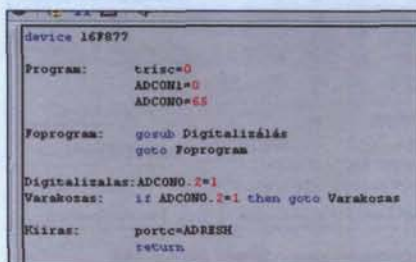 device 16F877
Program: trisc=0
ADCON1=0
ADCON0=65
Foprogram: gosub Digitalizálás
goto Foprogram
Digitalizalas:ADCON0.2=1
Varakozas: if ADCON0.2=1 then goto Varakozas
Kiiras: portc=ADRESH
return